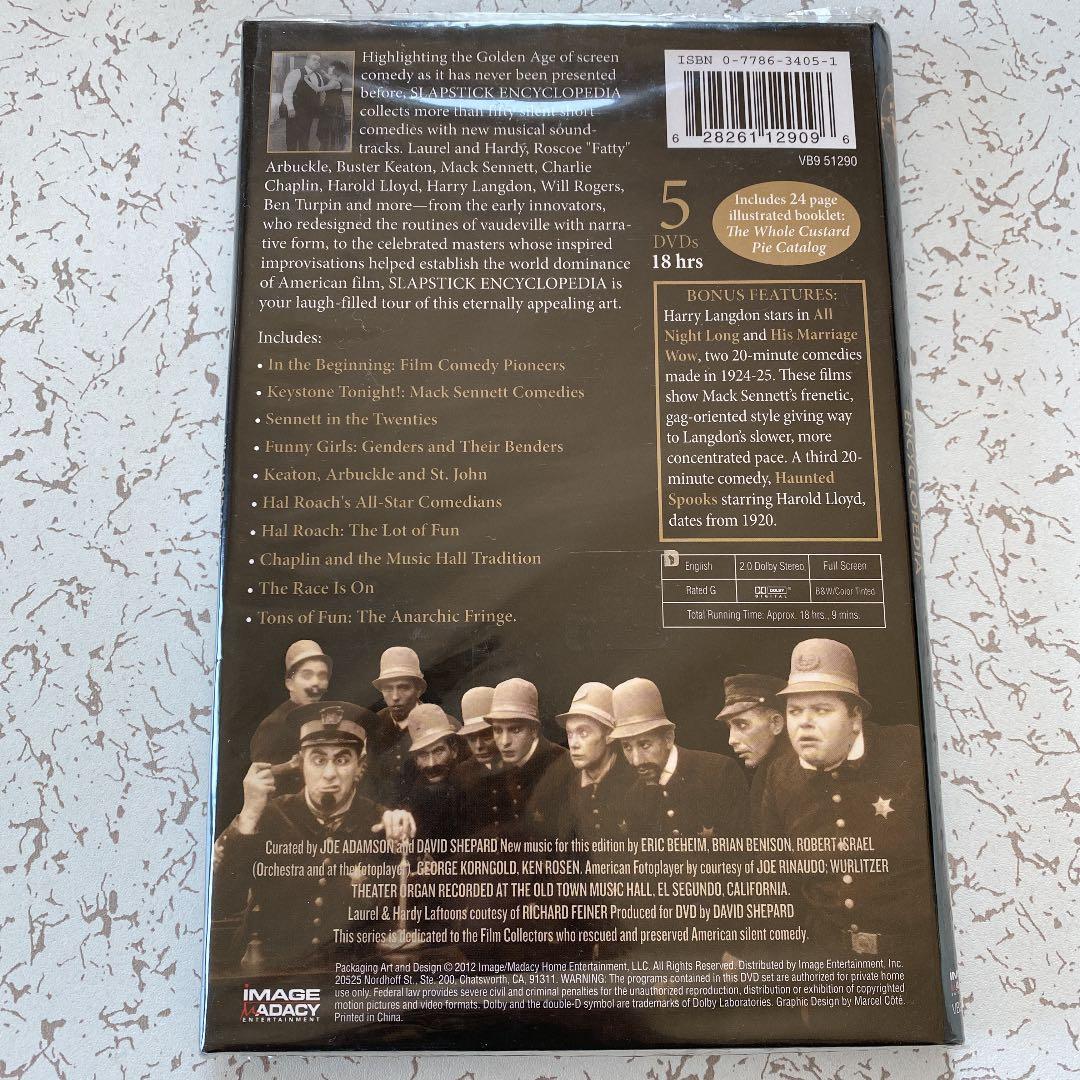 Highlighting the Golden Age of screen
comedy as it has never been presented
before, SLAPSTICK ENCYCLOPEDIA
collects more than fifty silent short
comedies with new musical sound-
tracks. Laurel and Hardy, Roscoe "Fatty"
Arbuckle, Buster Keaton, Mack Sennett, Charlie
Chaplin, Harold Lloyd, Harry Langdon, Will Rogers,
Ben Turpin and more—from the early innovators,
who redesigned the routines of vaudeville with narra-
tive form, to the celebrated masters whose inspired
improvisations helped establish the world dominance
of American film, SLAPSTICK ENCYCLOPEDIA is
your laugh-filled tour of this eternally appealing art.
Includes:
• In the Beginning: Film Comedy Pioneers
• Keystone Tonight!: Mack Sennett Comedies
• Sennett in the Twenties
• Funny Girls: Genders and Their Benders
• Keaton, Arbuckle and St. John
• Hal Roach's All-Star Comedians
• Hal Roach: The Lot of Fun
• Chaplin and the Music Hall Tradition
• The Race Is On
• Tons of Fun: The Anarchic Fringe.
ISBN 0-7786-3405-1
6 28261 12909 6
VB9 51290
5
DVDs
18 hrs
Includes 24 page
illustrated booklet:
The Whole Custard
Pie Catalog
BONUS FEATURES:
Harry Langdon stars in All
Night Long and His Marriage
Wow, two 20-minute comedies
made in 1924-25. These films
show Mack Sennett's frenetic,
gag-oriented style giving way
to Langdon's slower, more
concentrated pace. A third 20-
minute comedy, Haunted
Spooks starring Harold Lloyd,
dates from 1920.
English 2.0 Dolby Stereo Full Screen
Rated G DOLBY DIGITAL B&W/Color Tinted
Total Running Time: Approx. 18 hrs., 9 mins.
ENCYCLOPEDIA
Curated by JOE ADAMSON and DAVID SHEPARD New music for this edition by ERIC BEHEIM, BRIAN BENISON, ROBERT ISRAEL
(Orchestra and at the fotoplayer), GEORGE KORNGOLD, KEN ROSEN. American Fotoplayer by courtesy of JOE RINAUDO; WURLITZER
THEATER ORGAN RECORDED AT THE OLD TOWN MUSIC HALL, EL SEGUNDO, CALIFORNIA.
Laurel & Hardy Laftoons coutesy of RICHARD FEINER Produced for DVD by DAVID SHEPARD
This series is dedicated to the Film Collectors who rescued and preserved American silent comedy.
IMAGE
MADACY
ENTERTAINMENT
Packaging Art and Design © 2012 Image/Madacy Home Entertainment, LLC. All Rights Reserved. Distributed by Image Entertainment, Inc.
20525 Nordhoff St., Ste. 200, Chatsworth, CA, 91311. WARNING: The programs contained in this DVD set are authorized for private home
use only. Federal law provides severe civil and criminal penalties for the unauthorized reproduction, distribution or exhibition of copyrighted
motion pictures and video formats. Dolby and the double-D symbol are trademarks of Dolby Laboratories. Graphic Design by Marcel Côté.
Printed in China.